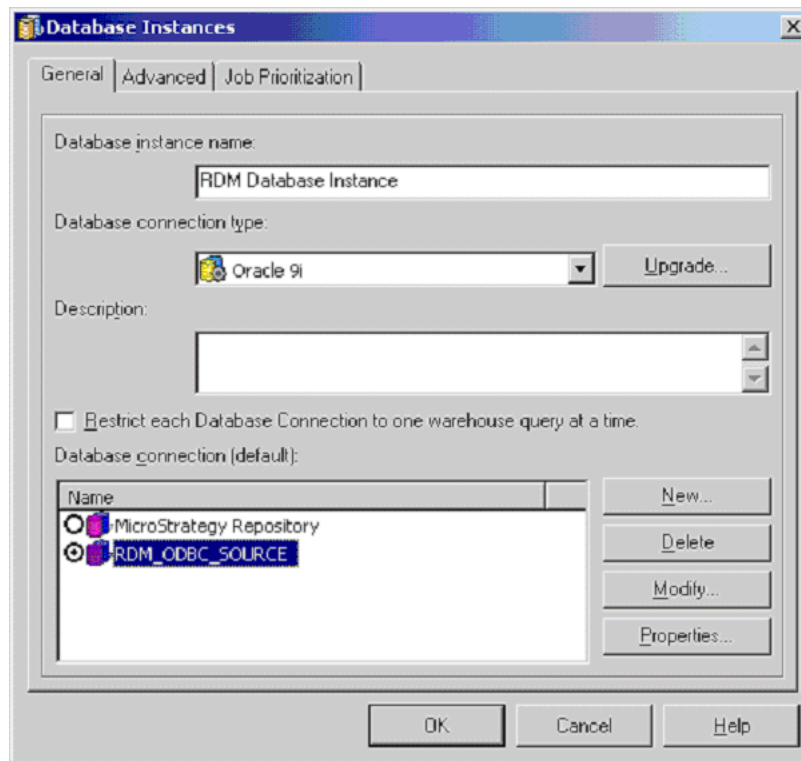 Database Instances
General Advanced Job Prioritization
Database instance name:
RDM Database Instance
Database connection type:
Oracle 9i Upgrade...
Description:
Restrict each Database Connection to one warehouse query at a time.
Database connection (default):
Name New...
MicroStrategy Repository
RDM_ODBC_SOURCE Delete
Modify...
Properties...
OK Cancel Help